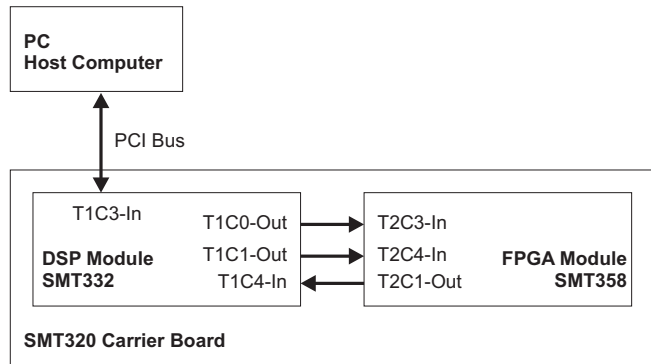 PC
Host Computer
PCI Bus
T1C3-In
T1C0-Out
T2C3-In
DSP Module
T1C1-Out
T2C4-In
FPGA Module
SMT332
T1C4-In
T2C1-Out
SMT358
SMT320 Carrier Board